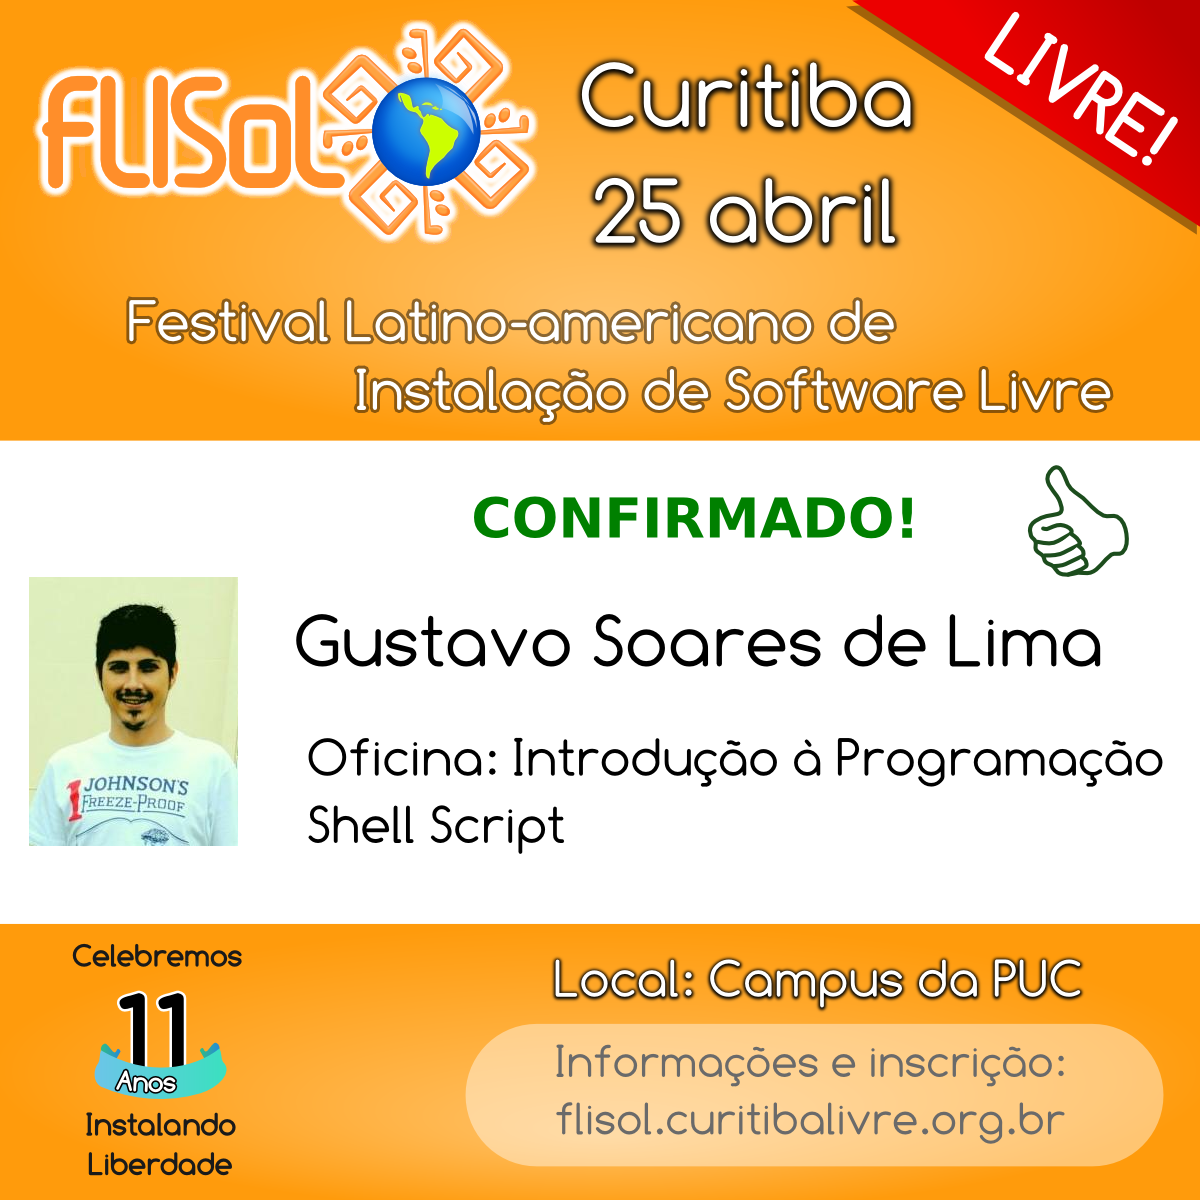 FLISoL
Curitiba
25 abril
LIVRE!
Festival Latino-americano de
Instalação de Software Livre
CONFIRMADO!
Gustavo Soares de Lima
Oficina: Introdução à Programação
Shell Script
1 JOHNSON'S
FREEZE-PROOF
Celebremos
11
Anos
Instalando
Liberdade
Local: Campus da PUC
Informações e inscrição:
flisol.curitibalivre.org.br